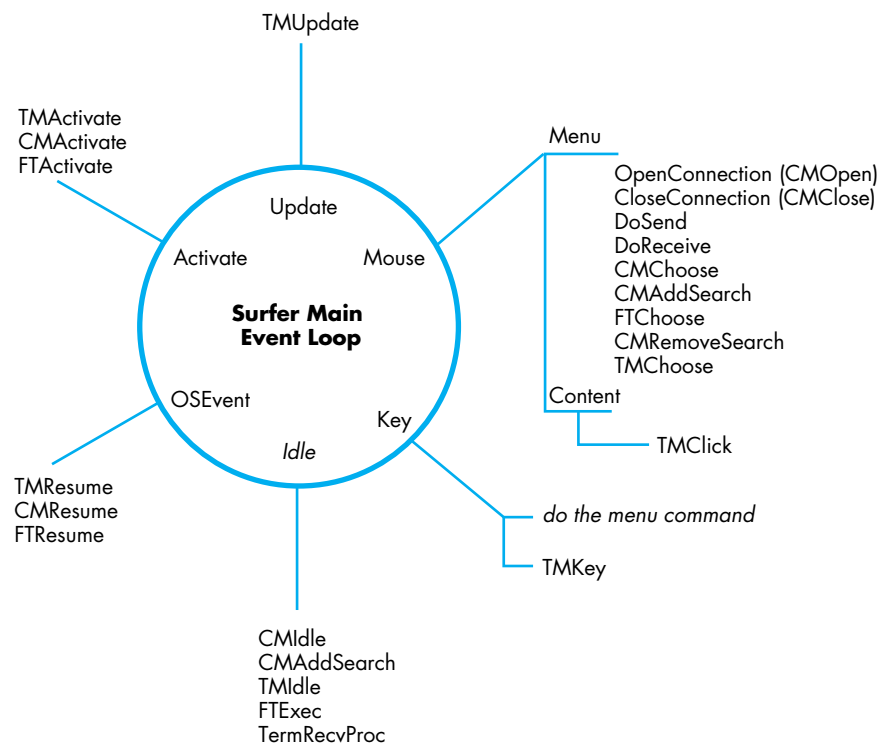 TMUpdate
TMActivate
CMActivate
FTActivate
Menu
OpenConnection (CMOpen)
CloseConnection (CMClose)
DoSend
DoReceive
CMChoose
CMAddSearch
FTChoose
CMRemoveSearch
TMChoose
Content
TMClick
Update
Activate
Mouse
Surfer Main
Event Loop
OSEvent
Key
Idle
TMResume
CMResume
FTResume
do the menu command
TMKey
CMIdle
CMAddSearch
TMIdle
FTExec
TermRecvProc